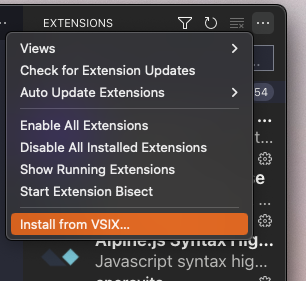 EXTENSIONS
Views
Check for Extension Updates
54
Auto Update Extensions
Enable All Extensions
Disable All Installed Extensions
Show Running Extensions
Start Extension Bisect
Install from VSIX...
Alpine.js Syntax Hig...
Javascript syntax hig...